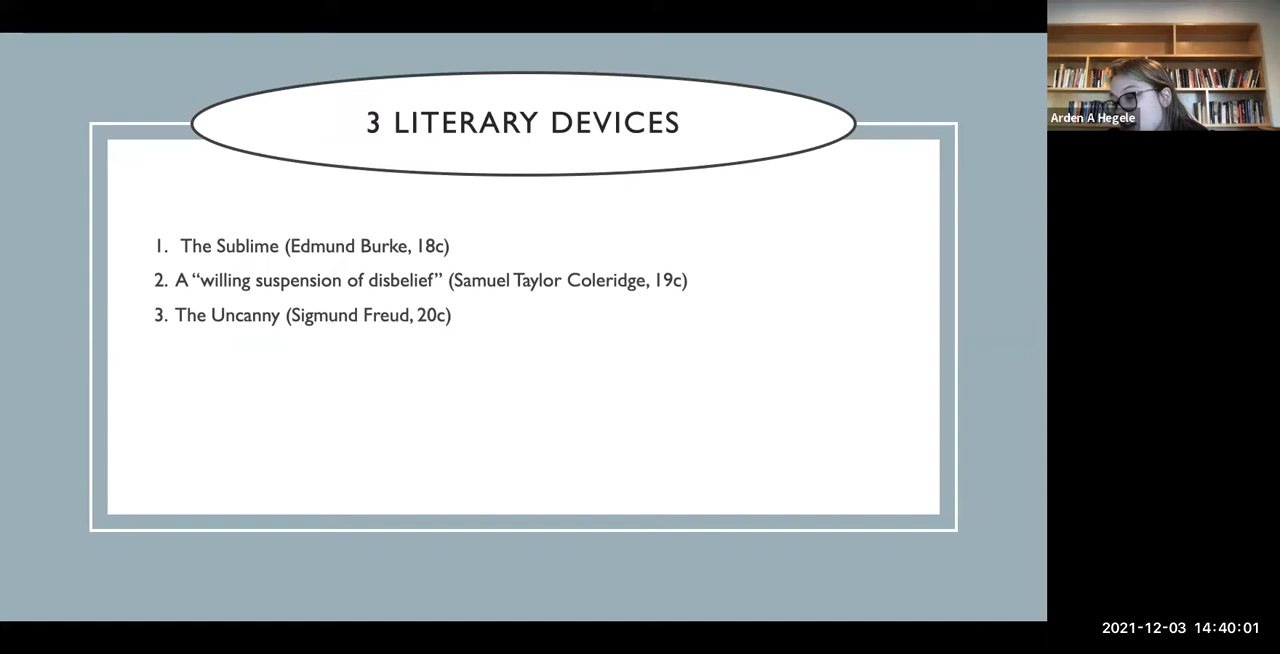 3 LITERARY DEVICES
Arden A Hegele
1. The Sublime (Edmund Burke, 18c)
2. A “willing suspension of disbelief” (Samuel Taylor Coleridge, 19c)
3. The Uncanny (Sigmund Freud, 20c)
2021-12-03 14:40:01